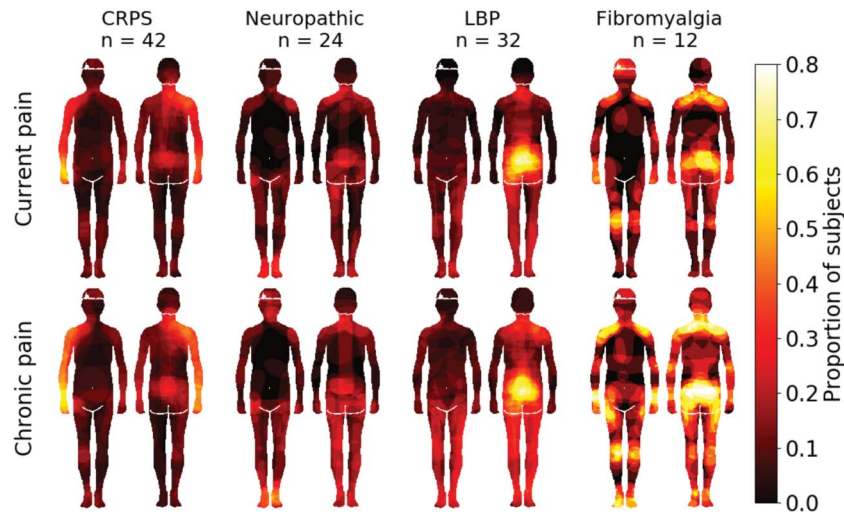 CRPS
n = 42
Neuropathic
n = 24
LBP
n = 32
Fibromyalgia
n = 12
Current pain
Chronic pain
0.8
0.7
0.6
0.5
0.4
0.3
0.2
0.1
0.0
Proportion of subjects